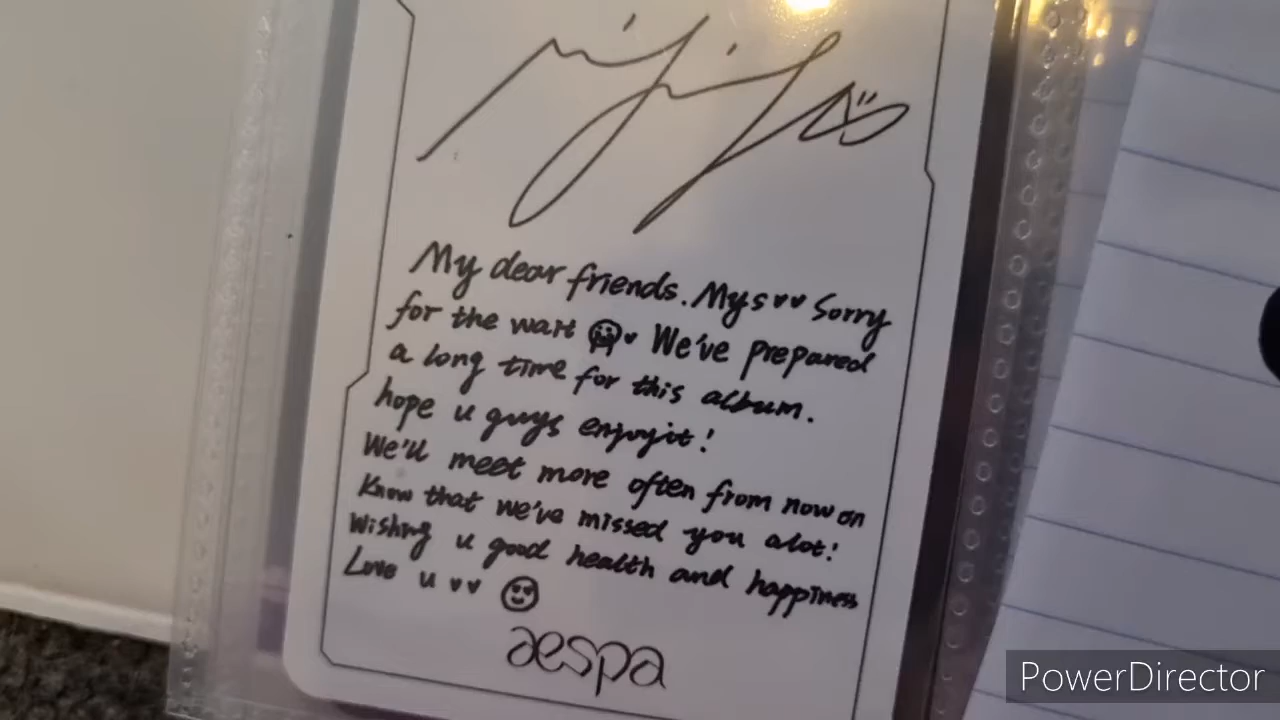 My dear friends. Mys♥♥ Sorry
for the wait ♥ We've prepared
a long time for this album.
hope u guys enjoyit!
We'll meet more often from now on
Know that we've missed you alot!
Wishing u good health and happiness
Love u ♥♥
aespa
PowerDirector